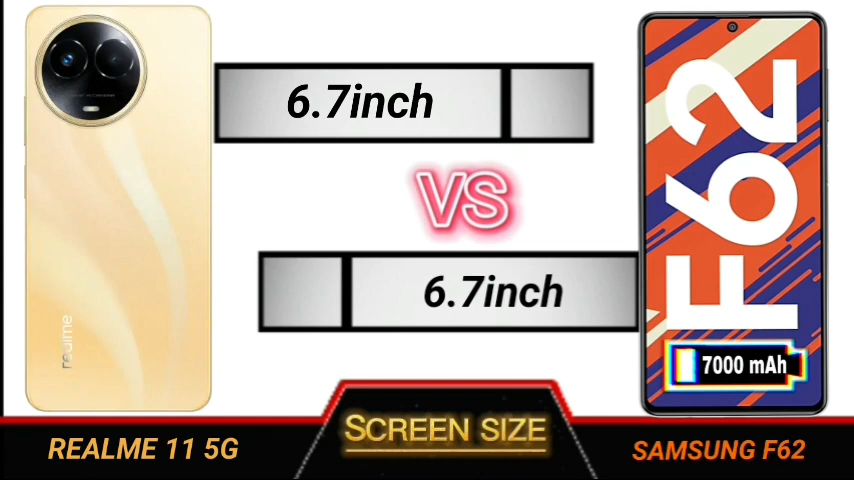 6.7inch
VS
6.7inch
realme
F62
7000 mAh
SCREEN SIZE
REALME 11 5G
SAMSUNG F62